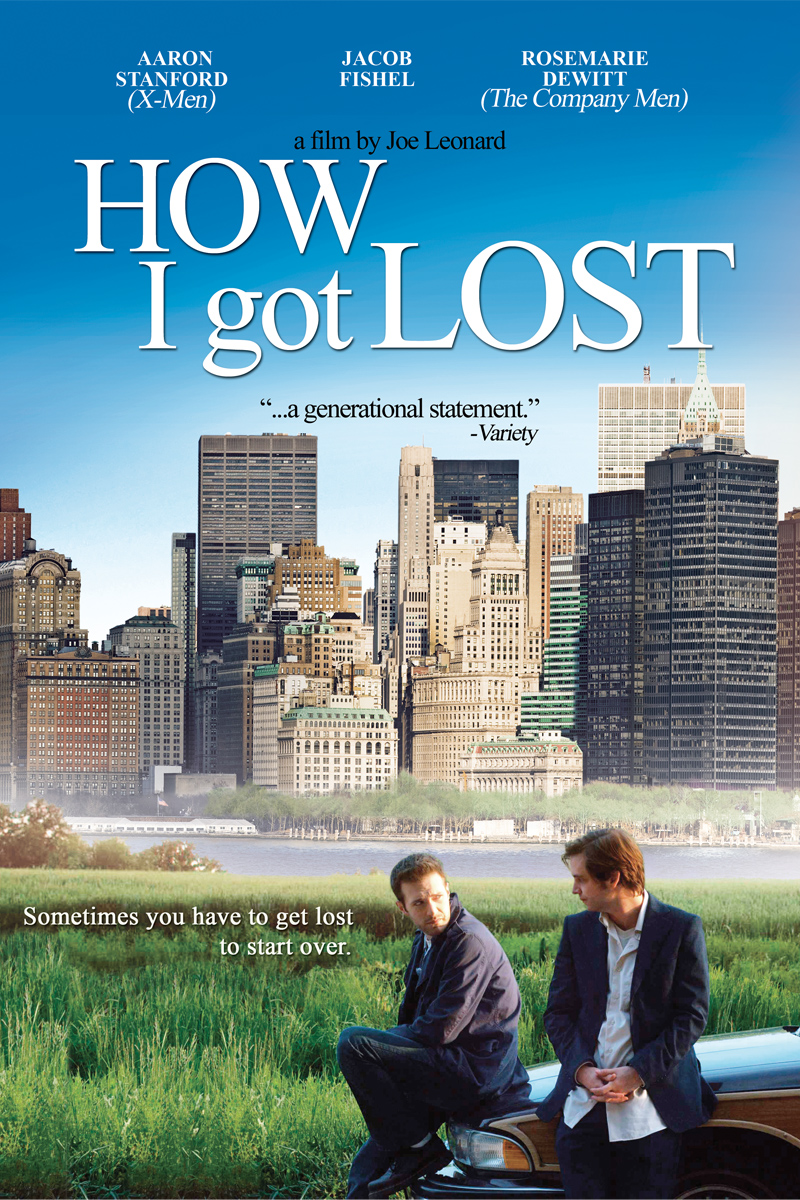 AARON
STANFORD
(X-Men)
JACOB
FISHEL
ROSEMARIE
DEWITT
(The Company Men)
a film by Joe Leonard
HOW
I got LOST
“...a generational statement.”
-Variety
Sometimes you have to get lost
to start over.